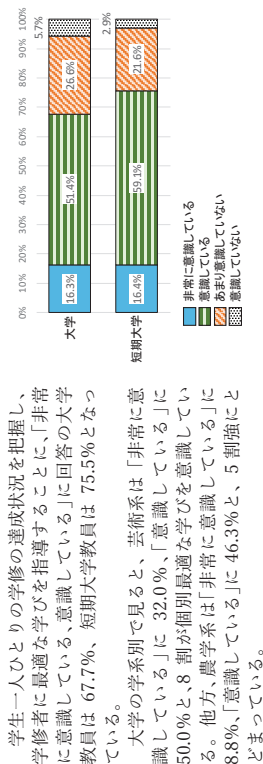 学生一人ひとりの学修の達成状況を把握し、
学修者に最適な学びを指導することに、「非常
に意識している、意識している」に回答の大学
教員は 67.7%、短期大学教員は 75.5%となっ
ている。
大学の学系別で見ると、芸術系は「非常に意
識している」に 32.0%、「意識している」に
50.0%と、8 割が個別最適な学びを意識してい
る。他方、農学系は「非常に意識している」に
8.8%、「意識している」に 46.3%と、5 割強にと
どまっている。
0% 10% 20% 30% 40% 50% 60% 70% 80% 90% 100%
5.7%
大学 16.3% 51.4% 26.6%
2.9%
短期大学 16.4% 59.1% 21.6%
非常に意識している
意識している
あまり意識していない
意識していない